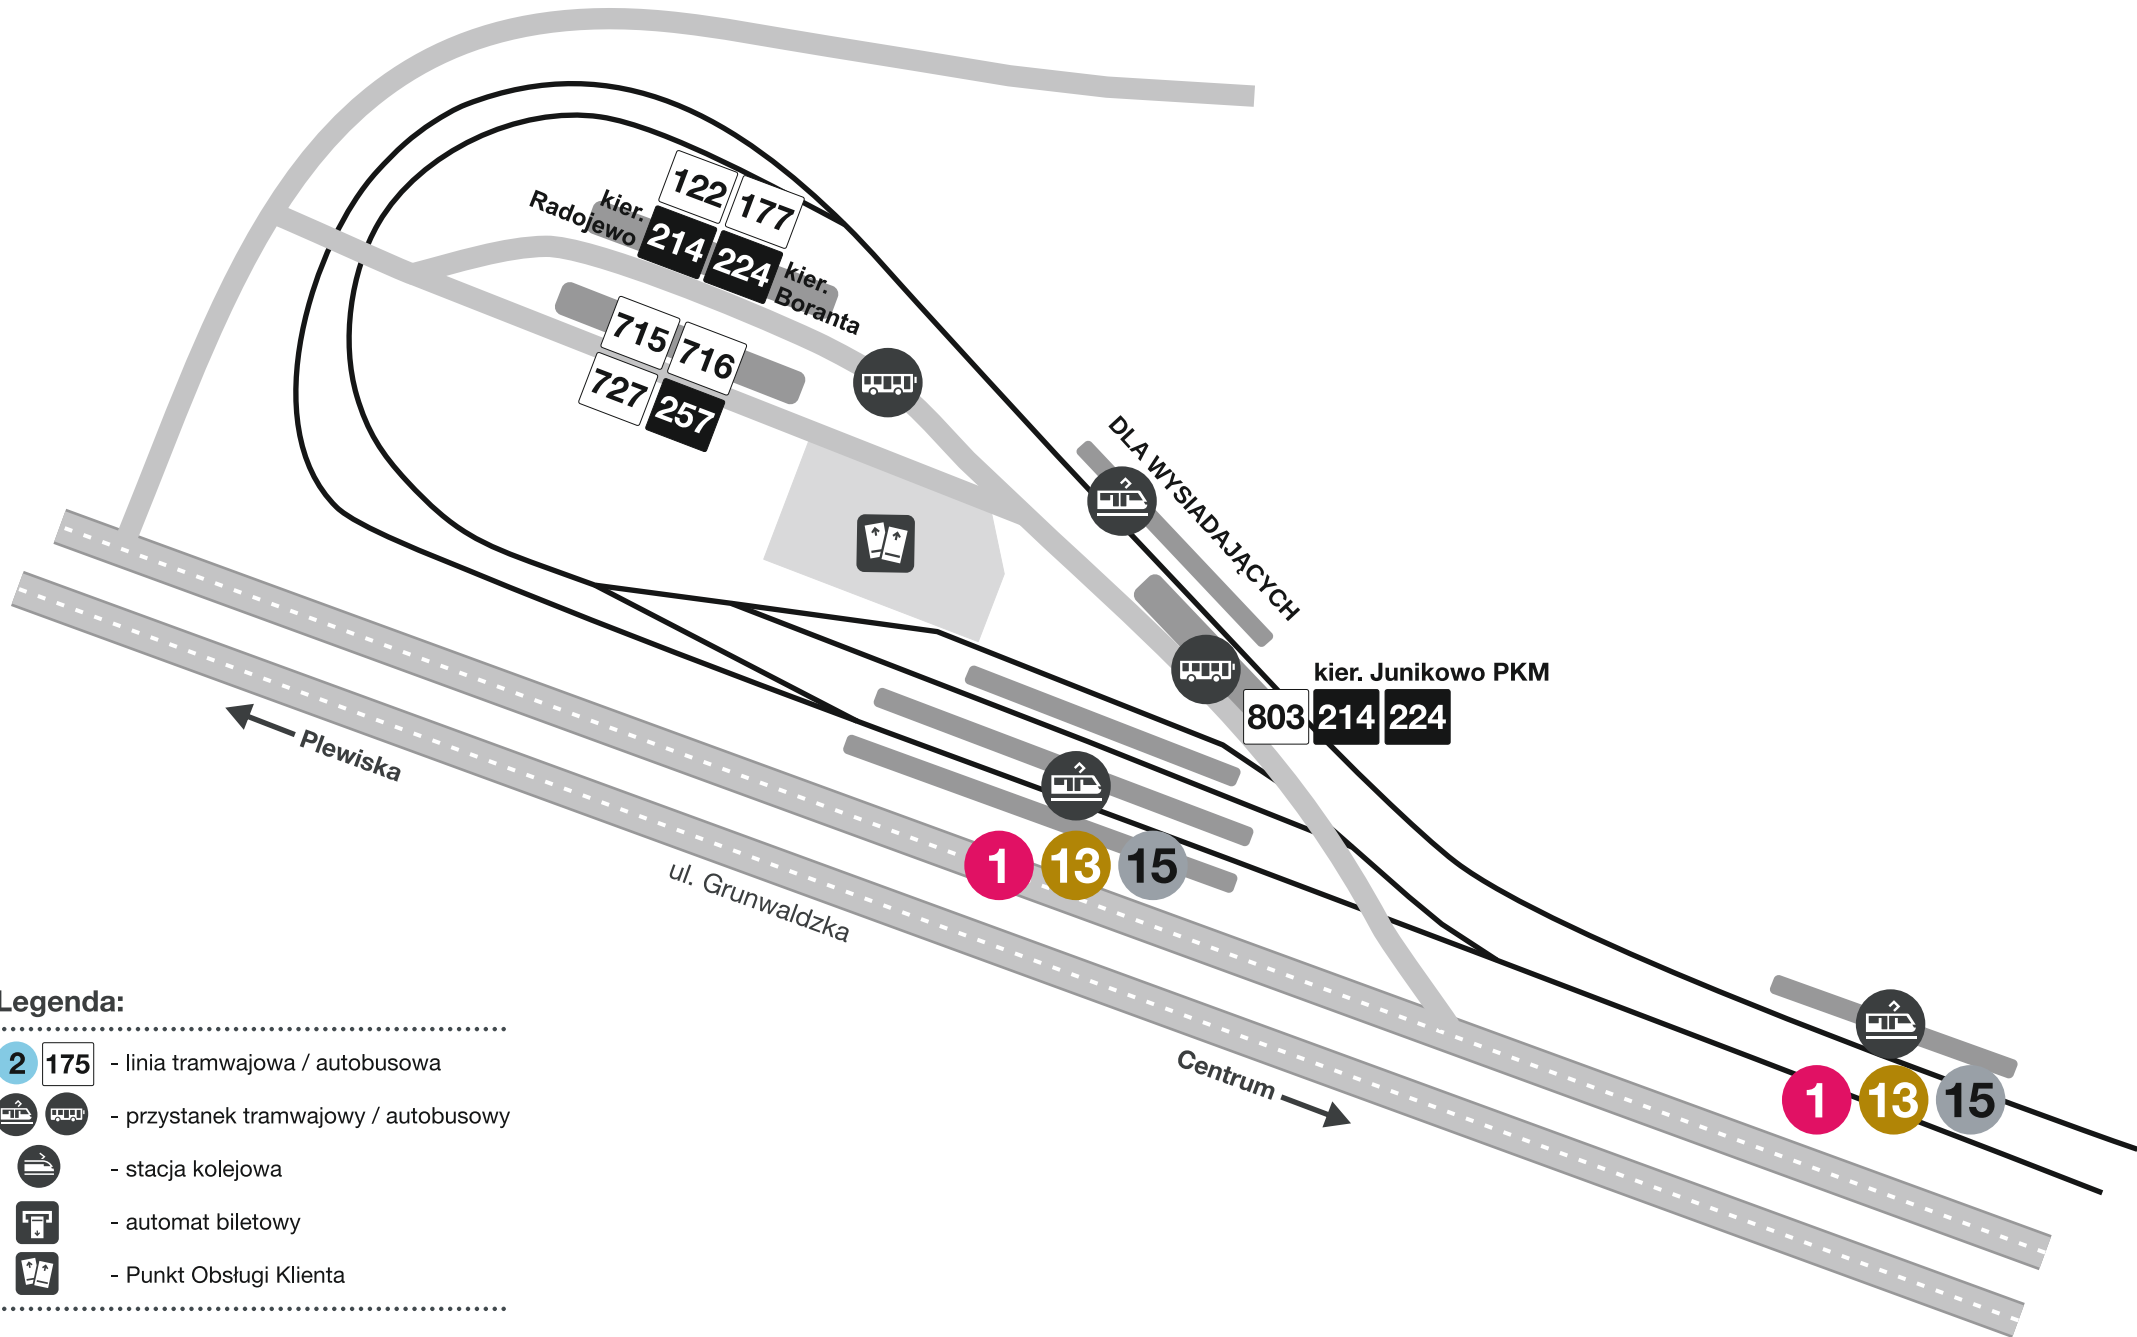 122 177
kier.
Radojewo
214 224
kier.
Boranta
715 716
727 257
DLA WYSIADAJĄCYCH
kier. Junikowo PKM
803 214 224
Plewiska
ul. Grunwaldzka
1 13 15
Centrum
1 13 15
Legenda:
2 175 - linia tramwajowa / autobusowa
- przystanek tramwajowy / autobusowy
- stacja kolejowa
- automat biletowy
- Punkt Obsługi Klienta